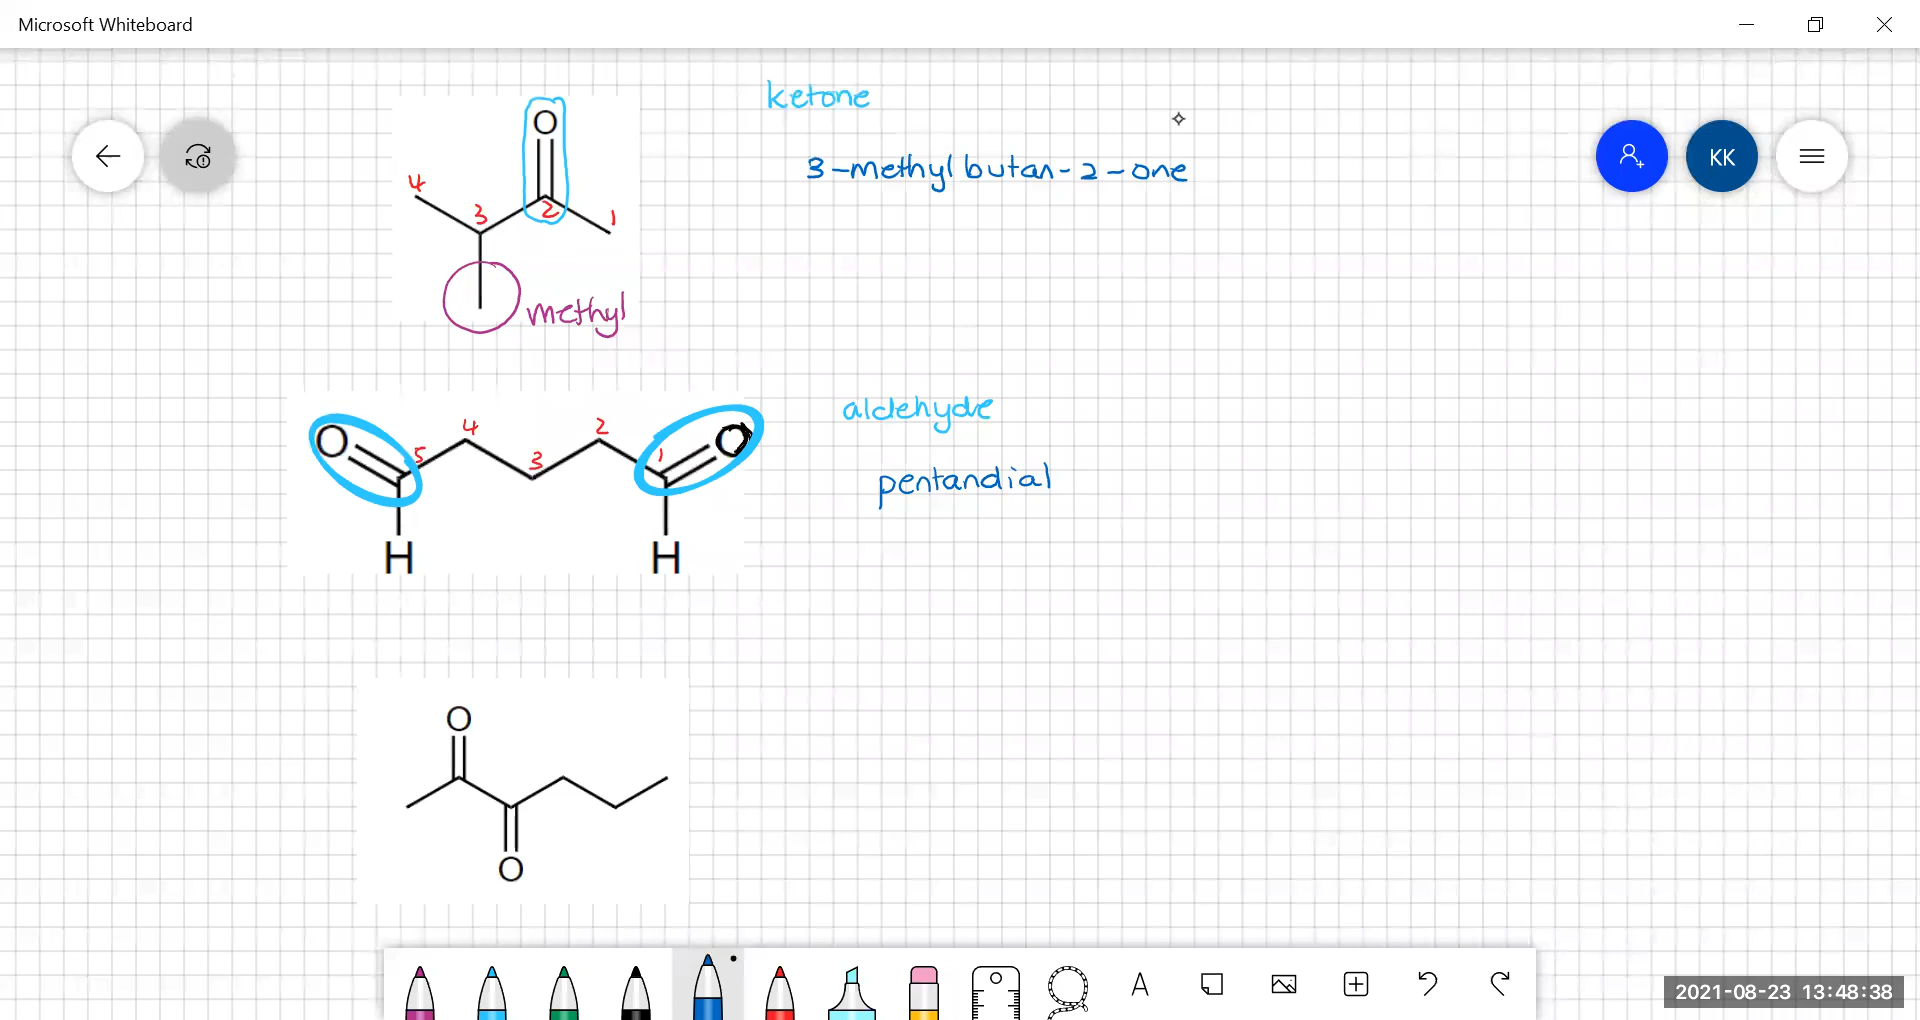 Microsoft Whiteboard
ketone
O
3-methyl butan-2-one
KK
4
3
2
1
methyl
aldehyde
O
5
4
3
2
1
O
pentandial
H
H
O
O
A
2021-08-23 13:48:38